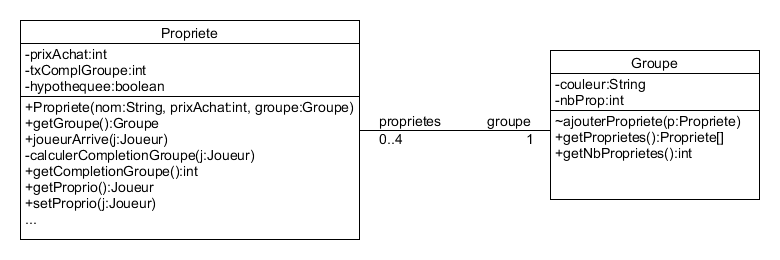 Propriete
-prixAchat:int
-txComplGroupe:int
-hypothequee:boolean
+Propriete(nom:String, prixAchat:int, groupe:Groupe)
+getGroupe():Groupe
+joueurArrive(j:Joueur)
-calculerCompletionGroupe(j:Joueur)
+getCompletionGroupe():int
+getProprio():Joueur
+setProprio(j:Joueur)
...
proprietes
0..4
groupe
1
Groupe
-couleur:String
-nbProp:int
~ajouterPropriete(p:Propriete)
+getProprietes():Propriete[]
+getNbProprietes():int